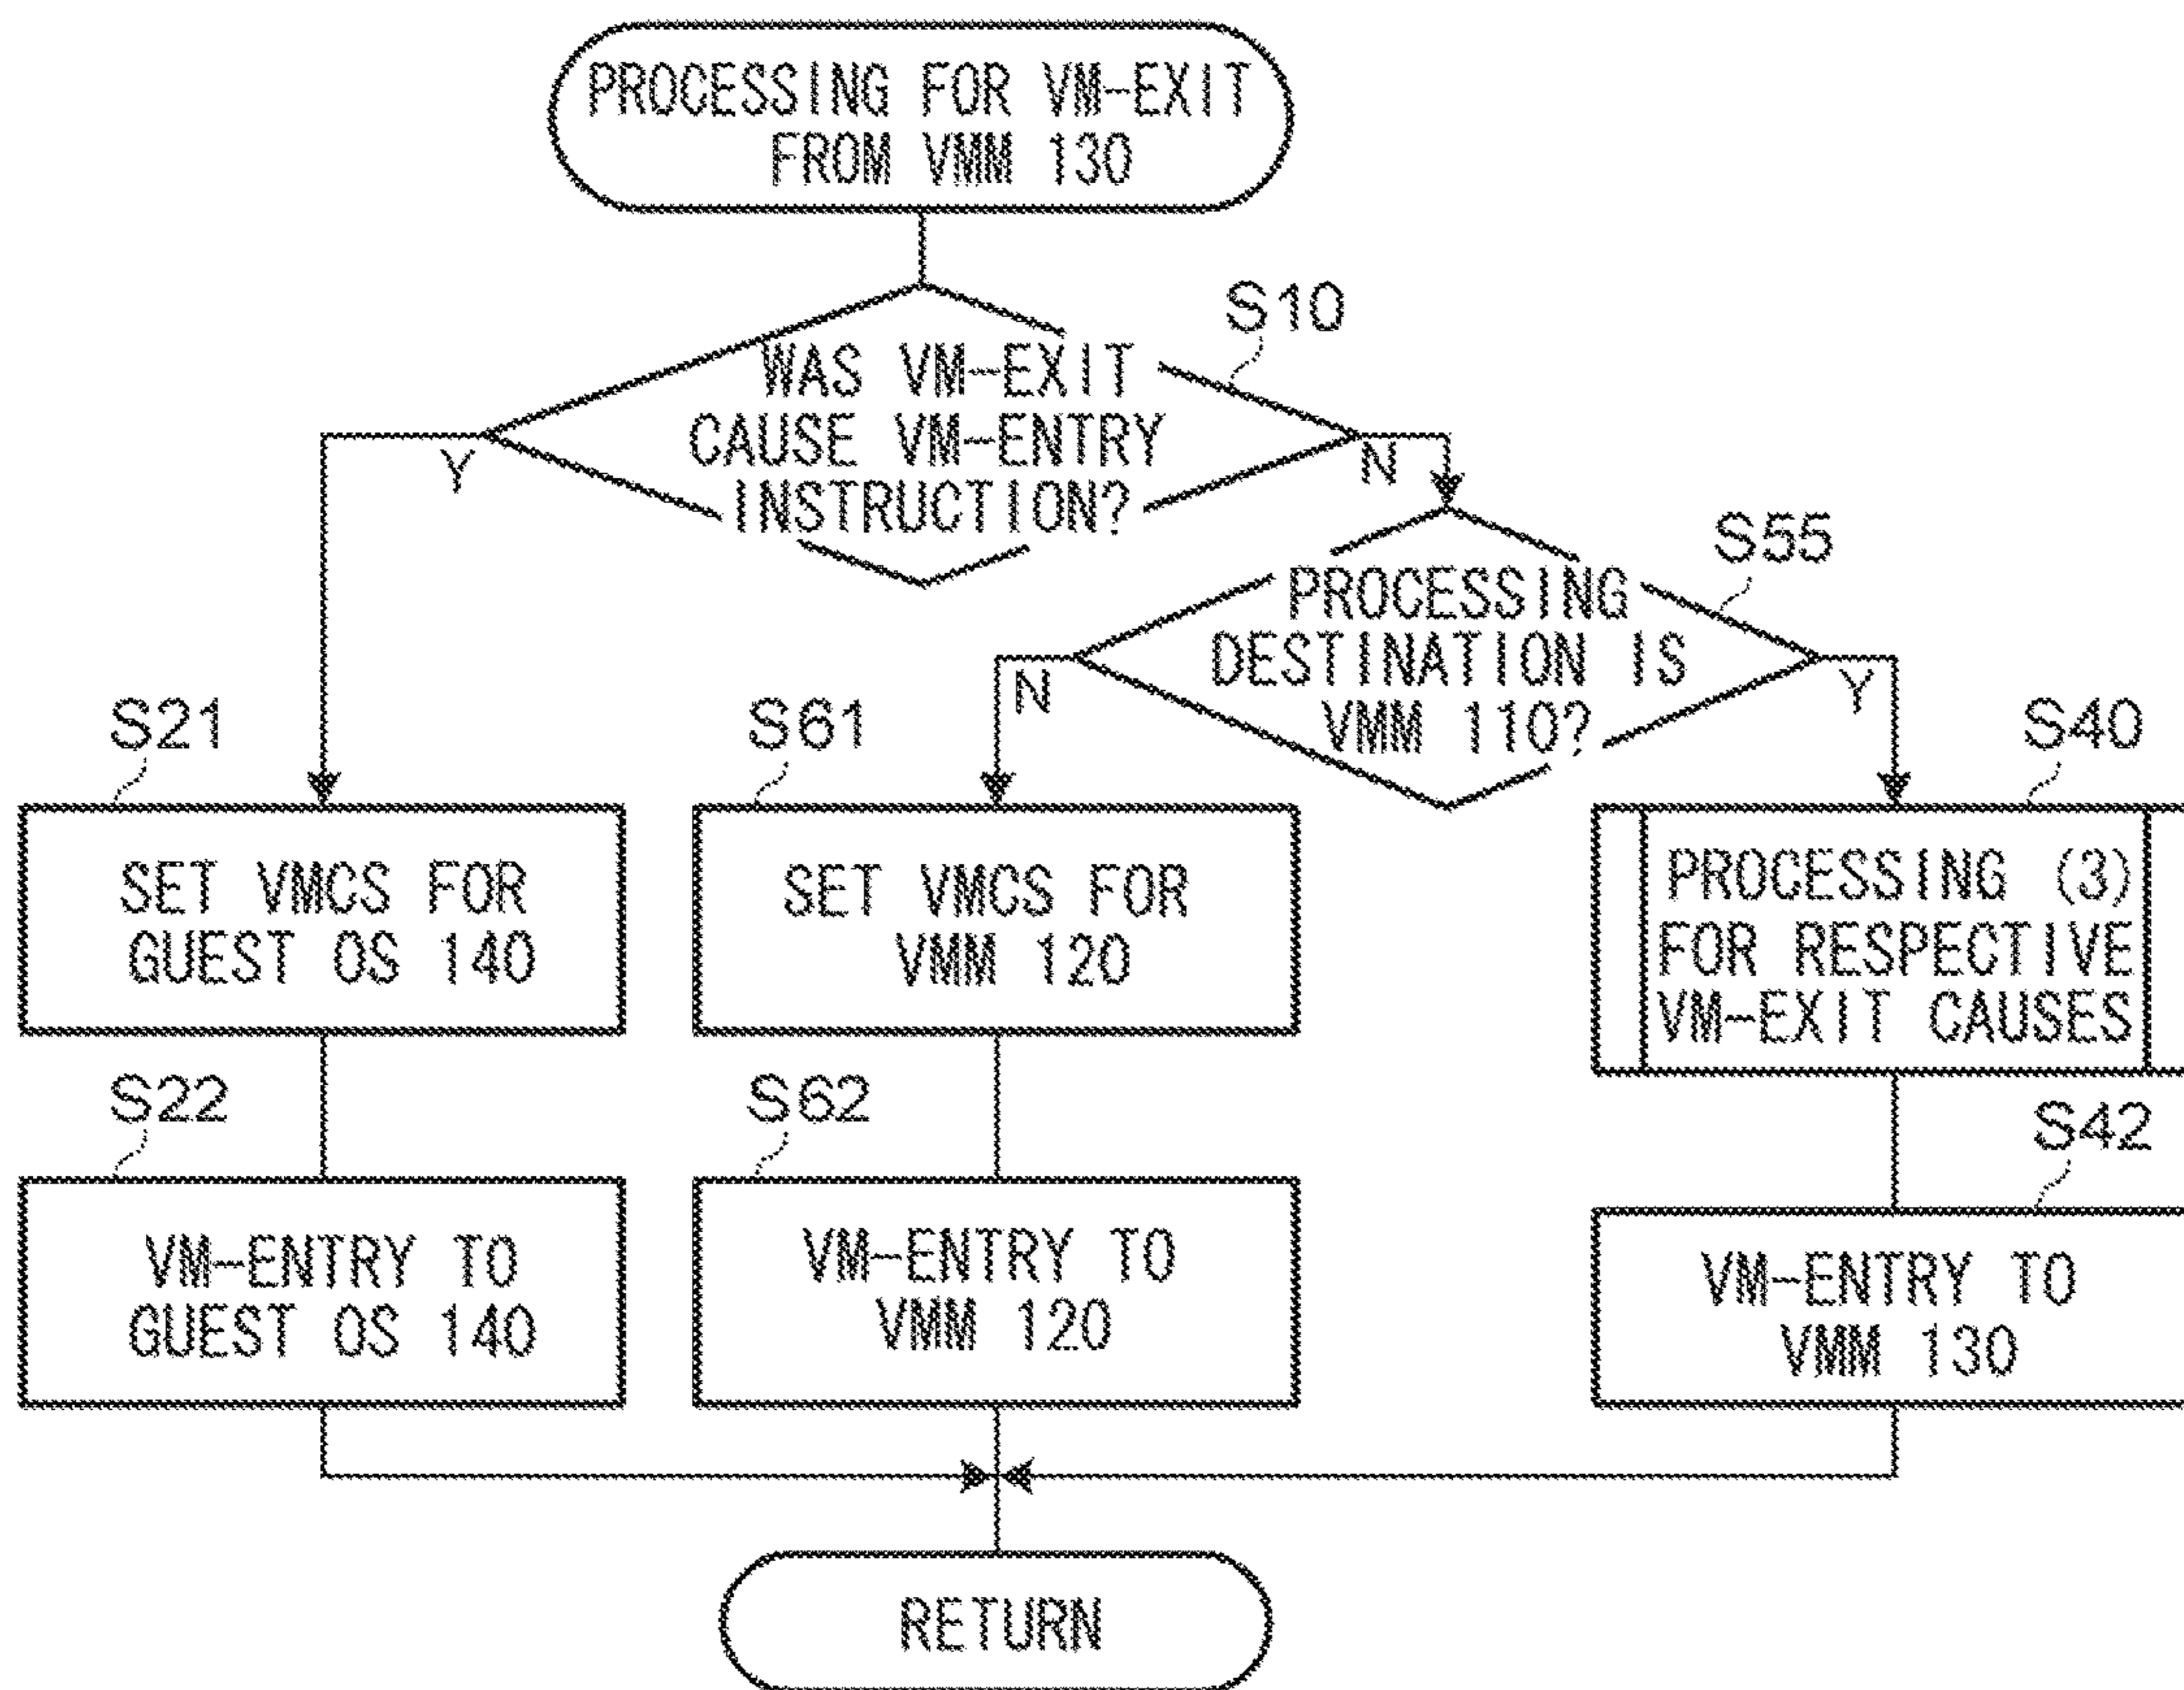 PROCESSING FOR VM-EXIT
FROM VMM 130
S10
WAS VM-EXIT
CAUSE VM-ENTRY
INSTRUCTION?
Y
N
S55
PROCESSING
DESTINATION IS
VMM 110?
N
Y
S21
SET VMCS FOR
GUEST OS 140
S61
SET VMCS FOR
VMM 120
S40
PROCESSING (3)
FOR RESPECTIVE
VM-EXIT CAUSES
S22
VM-ENTRY TO
GUEST OS 140
S62
VM-ENTRY TO
VMM 120
S42
VM-ENTRY TO
VMM 130
RETURN